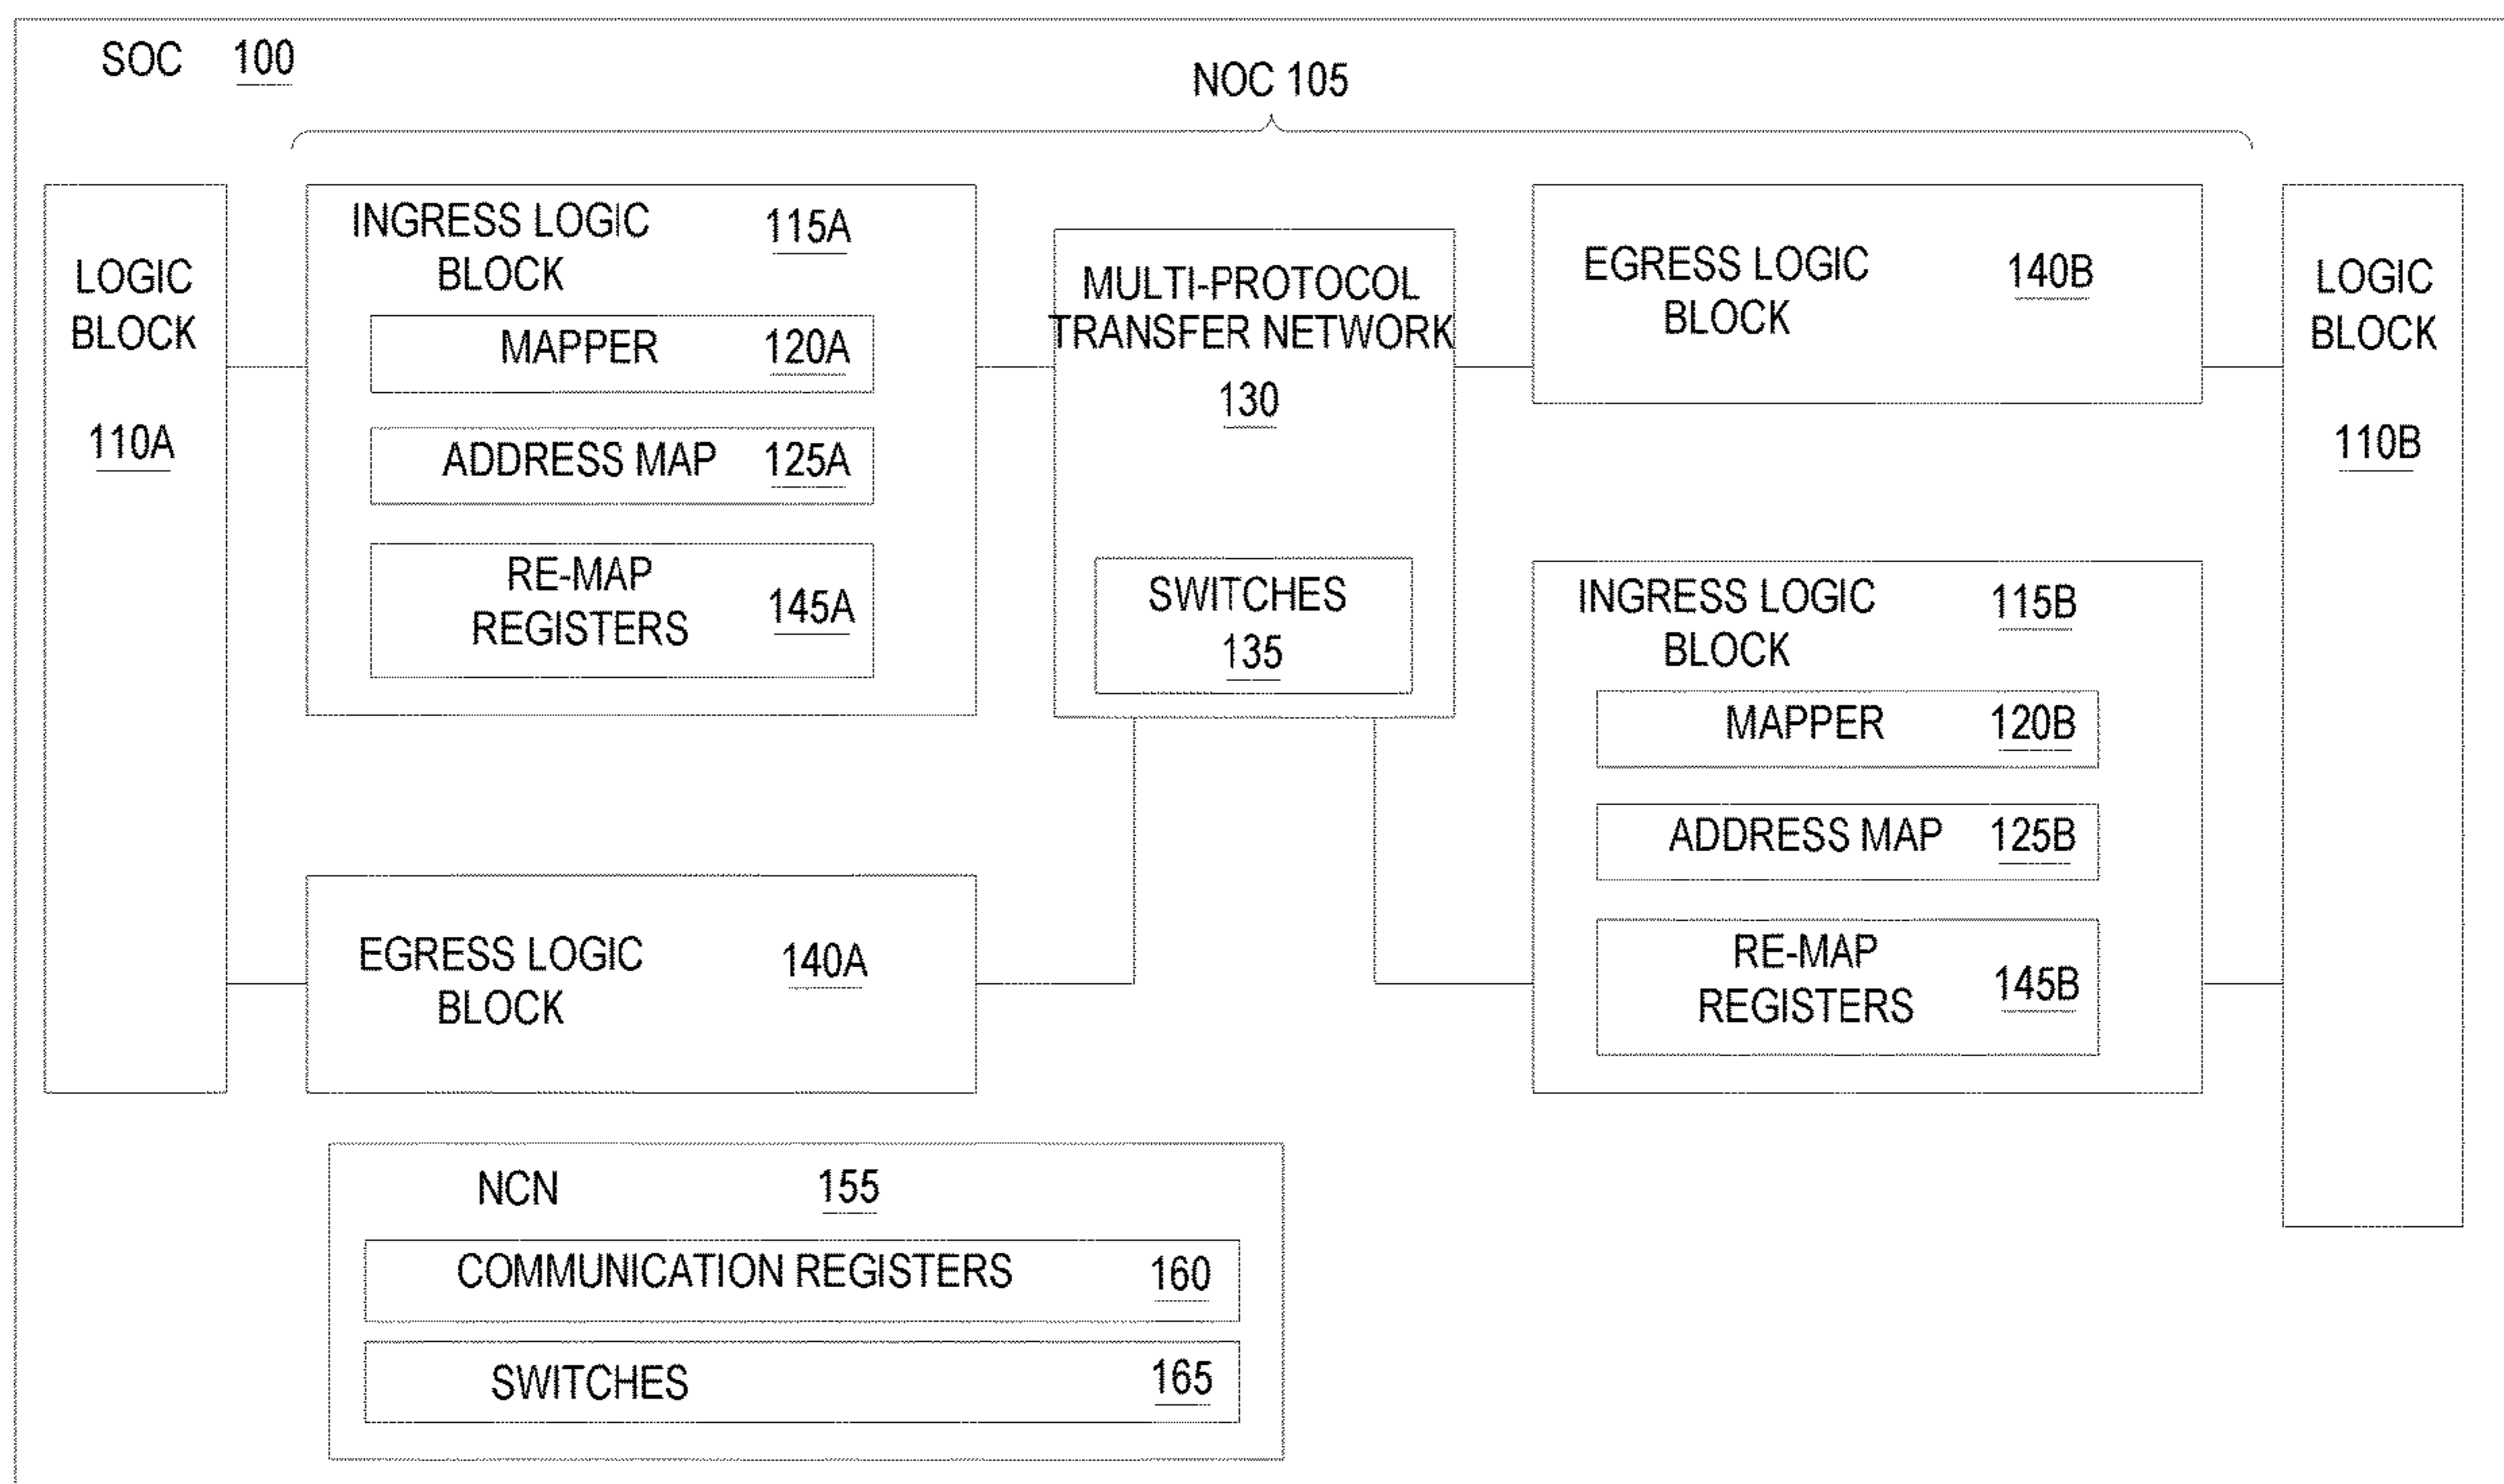 SOC 100
NOC 105
LOGIC
BLOCK
110A
INGRESS LOGIC
BLOCK
115A
MAPPER 120A
ADDRESS MAP 125A
RE-MAP
REGISTERS
145A
EGRESS LOGIC
BLOCK
140A
MULTI-PROTOCOL
TRANSFER NETWORK
130
SWITCHES
135
EGRESS LOGIC
BLOCK
140B
INGRESS LOGIC
BLOCK
115B
MAPPER 120B
ADDRESS MAP 125B
RE-MAP
REGISTERS
145B
LOGIC
BLOCK
110B
NCN 155
COMMUNICATION REGISTERS 160
SWITCHES 165